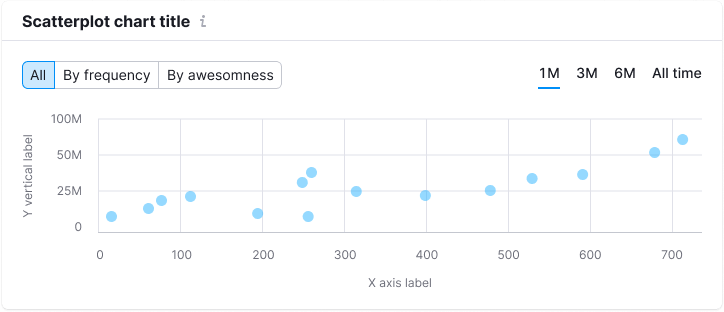 Scatterplot chart title i
All By frequency By awesomness 1M 3M 6M All time
Y vertical label
100M
50M
25M
0
0 100 200 300 400 500 600 700
X axis label